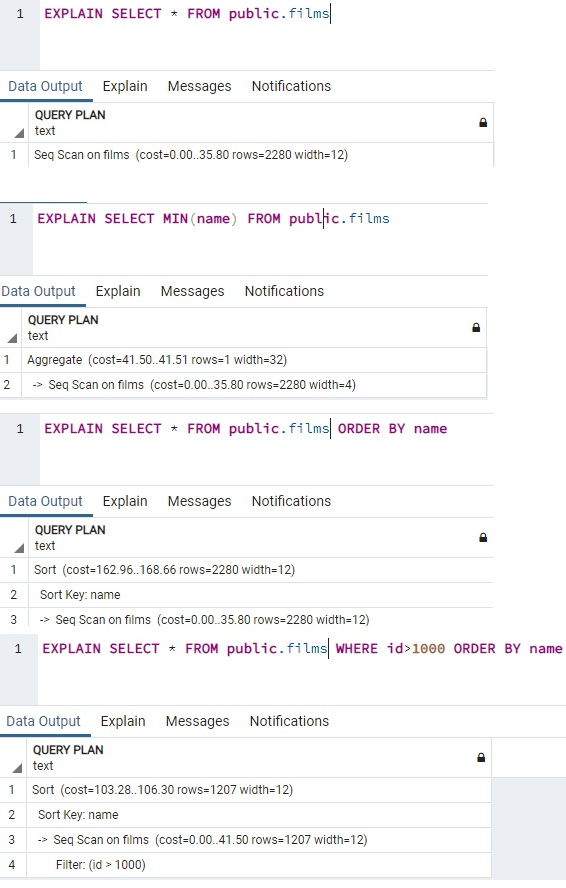 1 EXPLAIN SELECT * FROM public.films
Data Output Explain Messages Notifications
QUERY PLAN
text
1 Seq Scan on films (cost=0.00..35.80 rows=2280 width=12)
1 EXPLAIN SELECT MIN(name) FROM public.films
Data Output Explain Messages Notifications
QUERY PLAN
text
1 Aggregate (cost=41.50..41.51 rows=1 width=32)
2 -> Seq Scan on films (cost=0.00..35.80 rows=2280 width=4)
1 EXPLAIN SELECT * FROM public.films ORDER BY name
Data Output Explain Messages Notifications
QUERY PLAN
text
1 Sort (cost=162.96..168.66 rows=2280 width=12)
2 Sort Key: name
3 -> Seq Scan on films (cost=0.00..35.80 rows=2280 width=12)
1 EXPLAIN SELECT * FROM public.films WHERE id>1000 ORDER BY name
Data Output Explain Messages Notifications
QUERY PLAN
text
1 Sort (cost=103.28..106.30 rows=1207 width=12)
2 Sort Key: name
3 -> Seq Scan on films (cost=0.00..41.50 rows=1207 width=12)
4 Filter: (id > 1000)